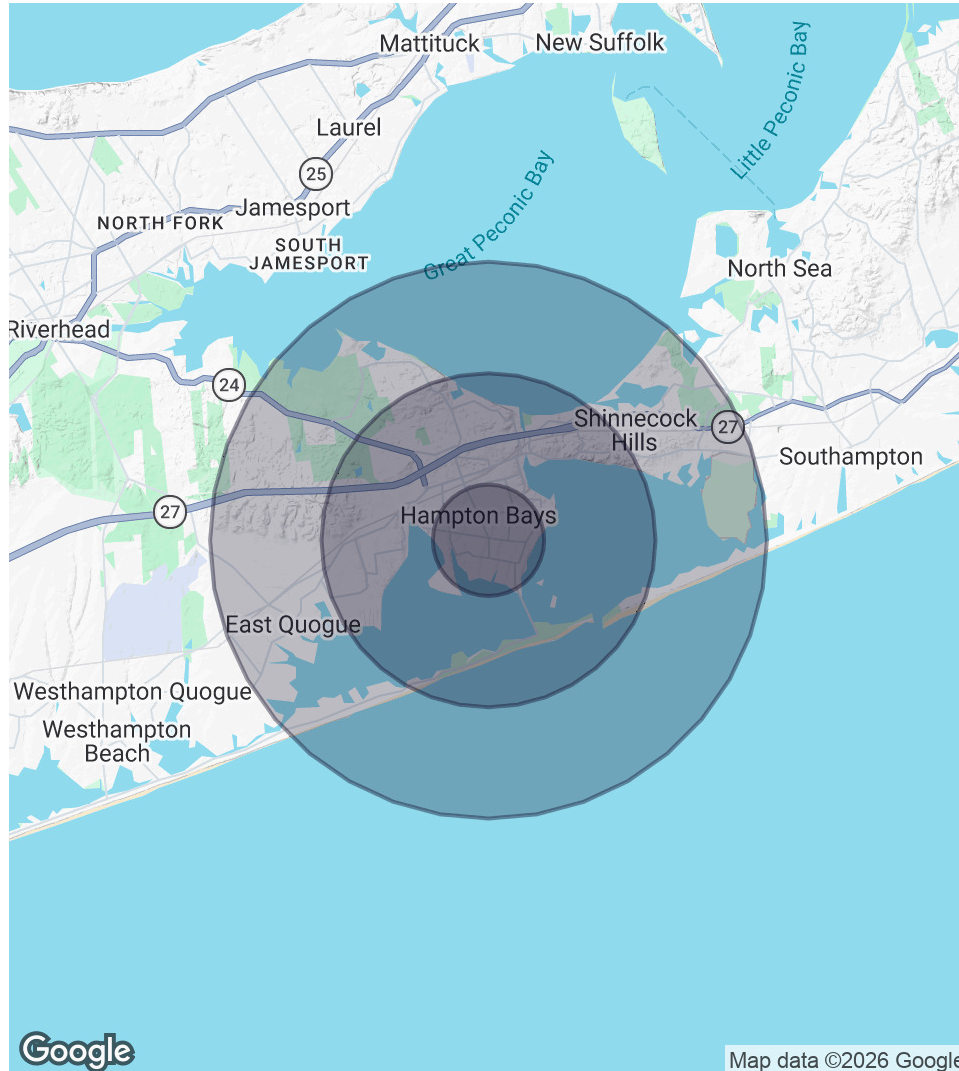 Mattituck
New Suffolk
Little Peconic Bay
Laurel
25
Great Peconic Bay
Jamesport
NORTH FORK
SOUTH
JAMESPORT
North Sea
Riverhead
24
Shinnecock
Hills
27
Southampton
27
Hampton Bays
East Quogue
Westhampton
Quogue
Westhampton
Beach
Google
Map data ©2026 Google